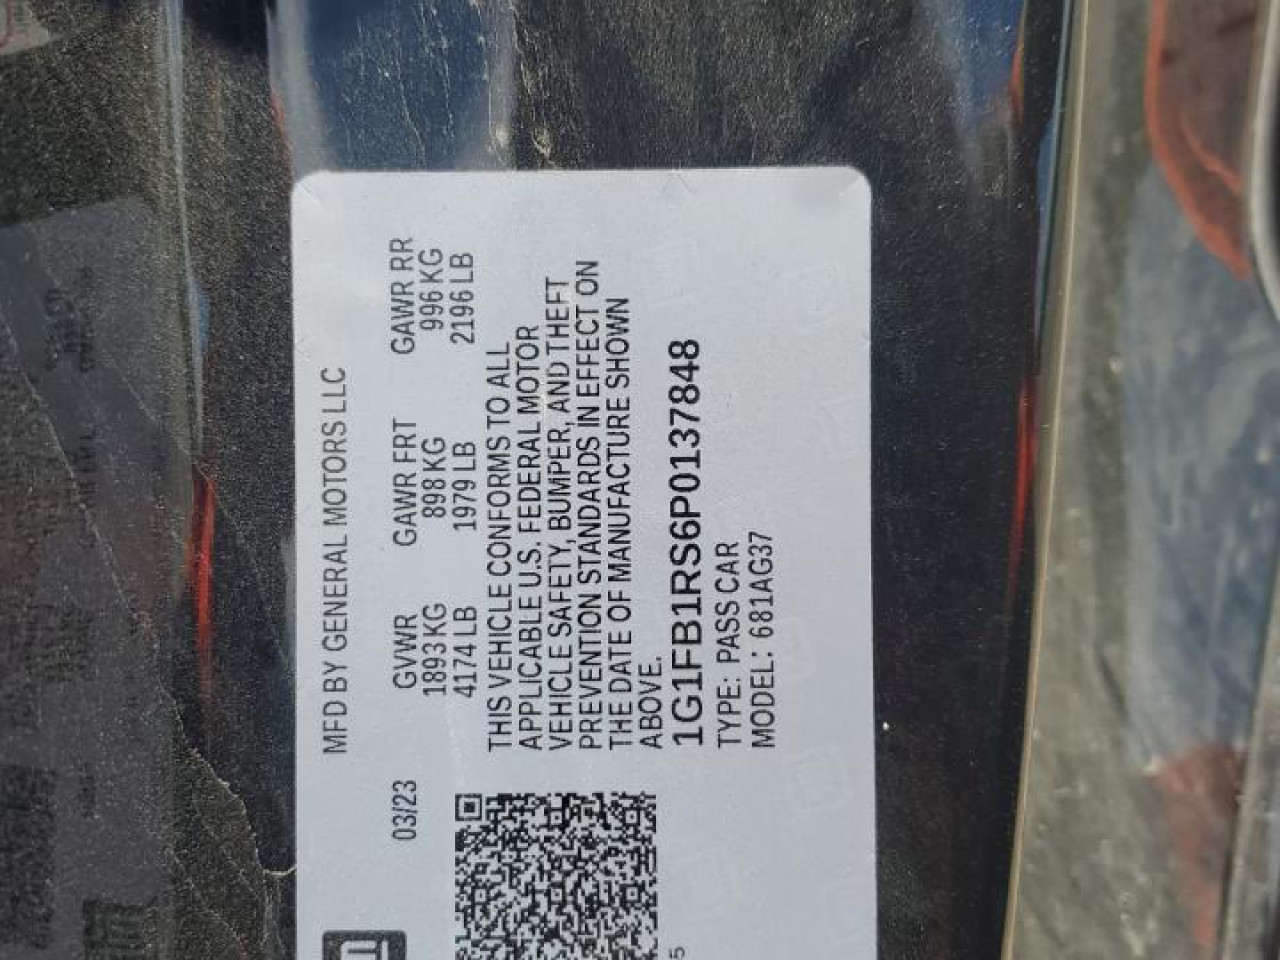 MFD BY GENERAL MOTORS LLC
03/23
GVWR GAWR FRT GAWR RR
1893 KG 898 KG 996 KG
4174 LB 1979 LB 2196 LB
THIS VEHICLE CONFORMS TO ALL
APPLICABLE U.S. FEDERAL MOTOR
VEHICLE SAFETY, BUMPER, AND THEFT
PREVENTION STANDARDS IN EFFECT ON
THE DATE OF MANUFACTURE SHOWN
ABOVE.
1G1FB1RS6P0137848
TYPE: PASS CAR
MODEL: 681AG37
5